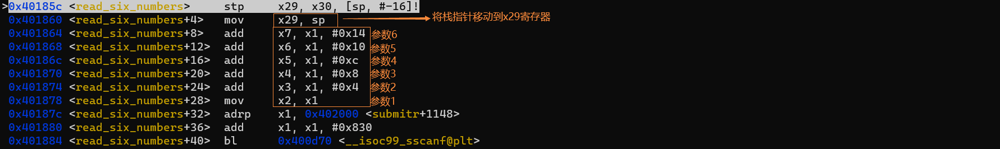 >0x40185c <read_six_numbers> stp x29, x30, [sp, #-16]!
0x401860 <read_six_numbers+4> mov x29, sp 将栈指针移动到x29寄存器
0x401864 <read_six_numbers+8> add x7, x1, #0x14 参数6
0x401868 <read_six_numbers+12> add x6, x1, #0x10 参数5
0x40186c <read_six_numbers+16> add x5, x1, #0xc 参数4
0x401870 <read_six_numbers+20> add x4, x1, #0x8 参数3
0x401874 <read_six_numbers+24> add x3, x1, #0x4 参数2
0x401878 <read_six_numbers+28> mov x2, x1 参数1
0x40187c <read_six_numbers+32> adrp x1, 0x402000 <submitr+1148>
0x401880 <read_six_numbers+36> add x1, x1, #0x830
0x401884 <read_six_numbers+40> bl 0x400d70 <__isoc99_sscanf@plt>